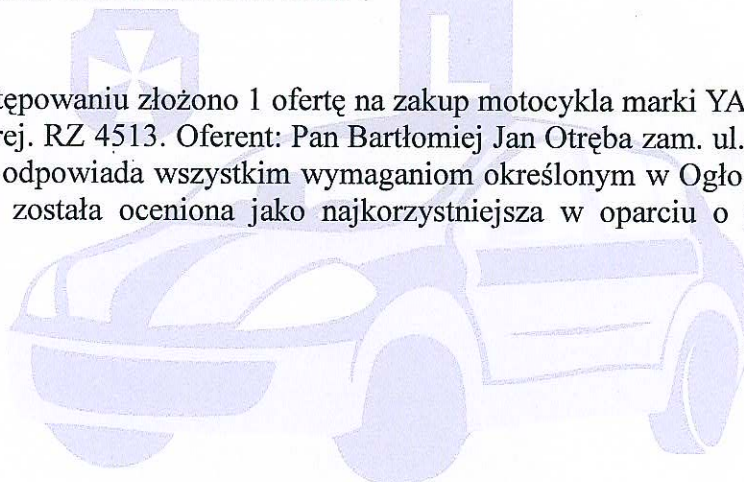 tępowaniu złożono 1 ofertę na zakup motocykla marki YA
rej. RZ 4513. Oferent: Pan Bartłomiej Jan Otręba zam. ul.
odpowiada wszystkim wymaganiom określonym w Ogło
została oceniona jako najkorzystniejsza w oparciu o